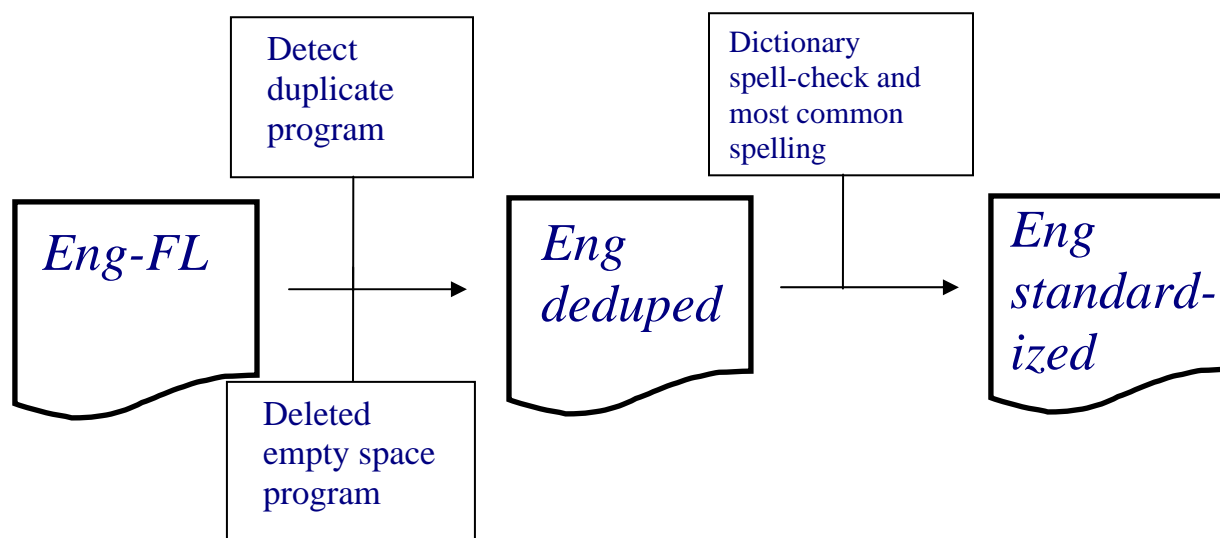 Detect
duplicate
program
Dictionary
spell-check and
most common
spelling
Eng-FL
Eng
deduped
Eng
standard-
ized
Deleted
empty space
program